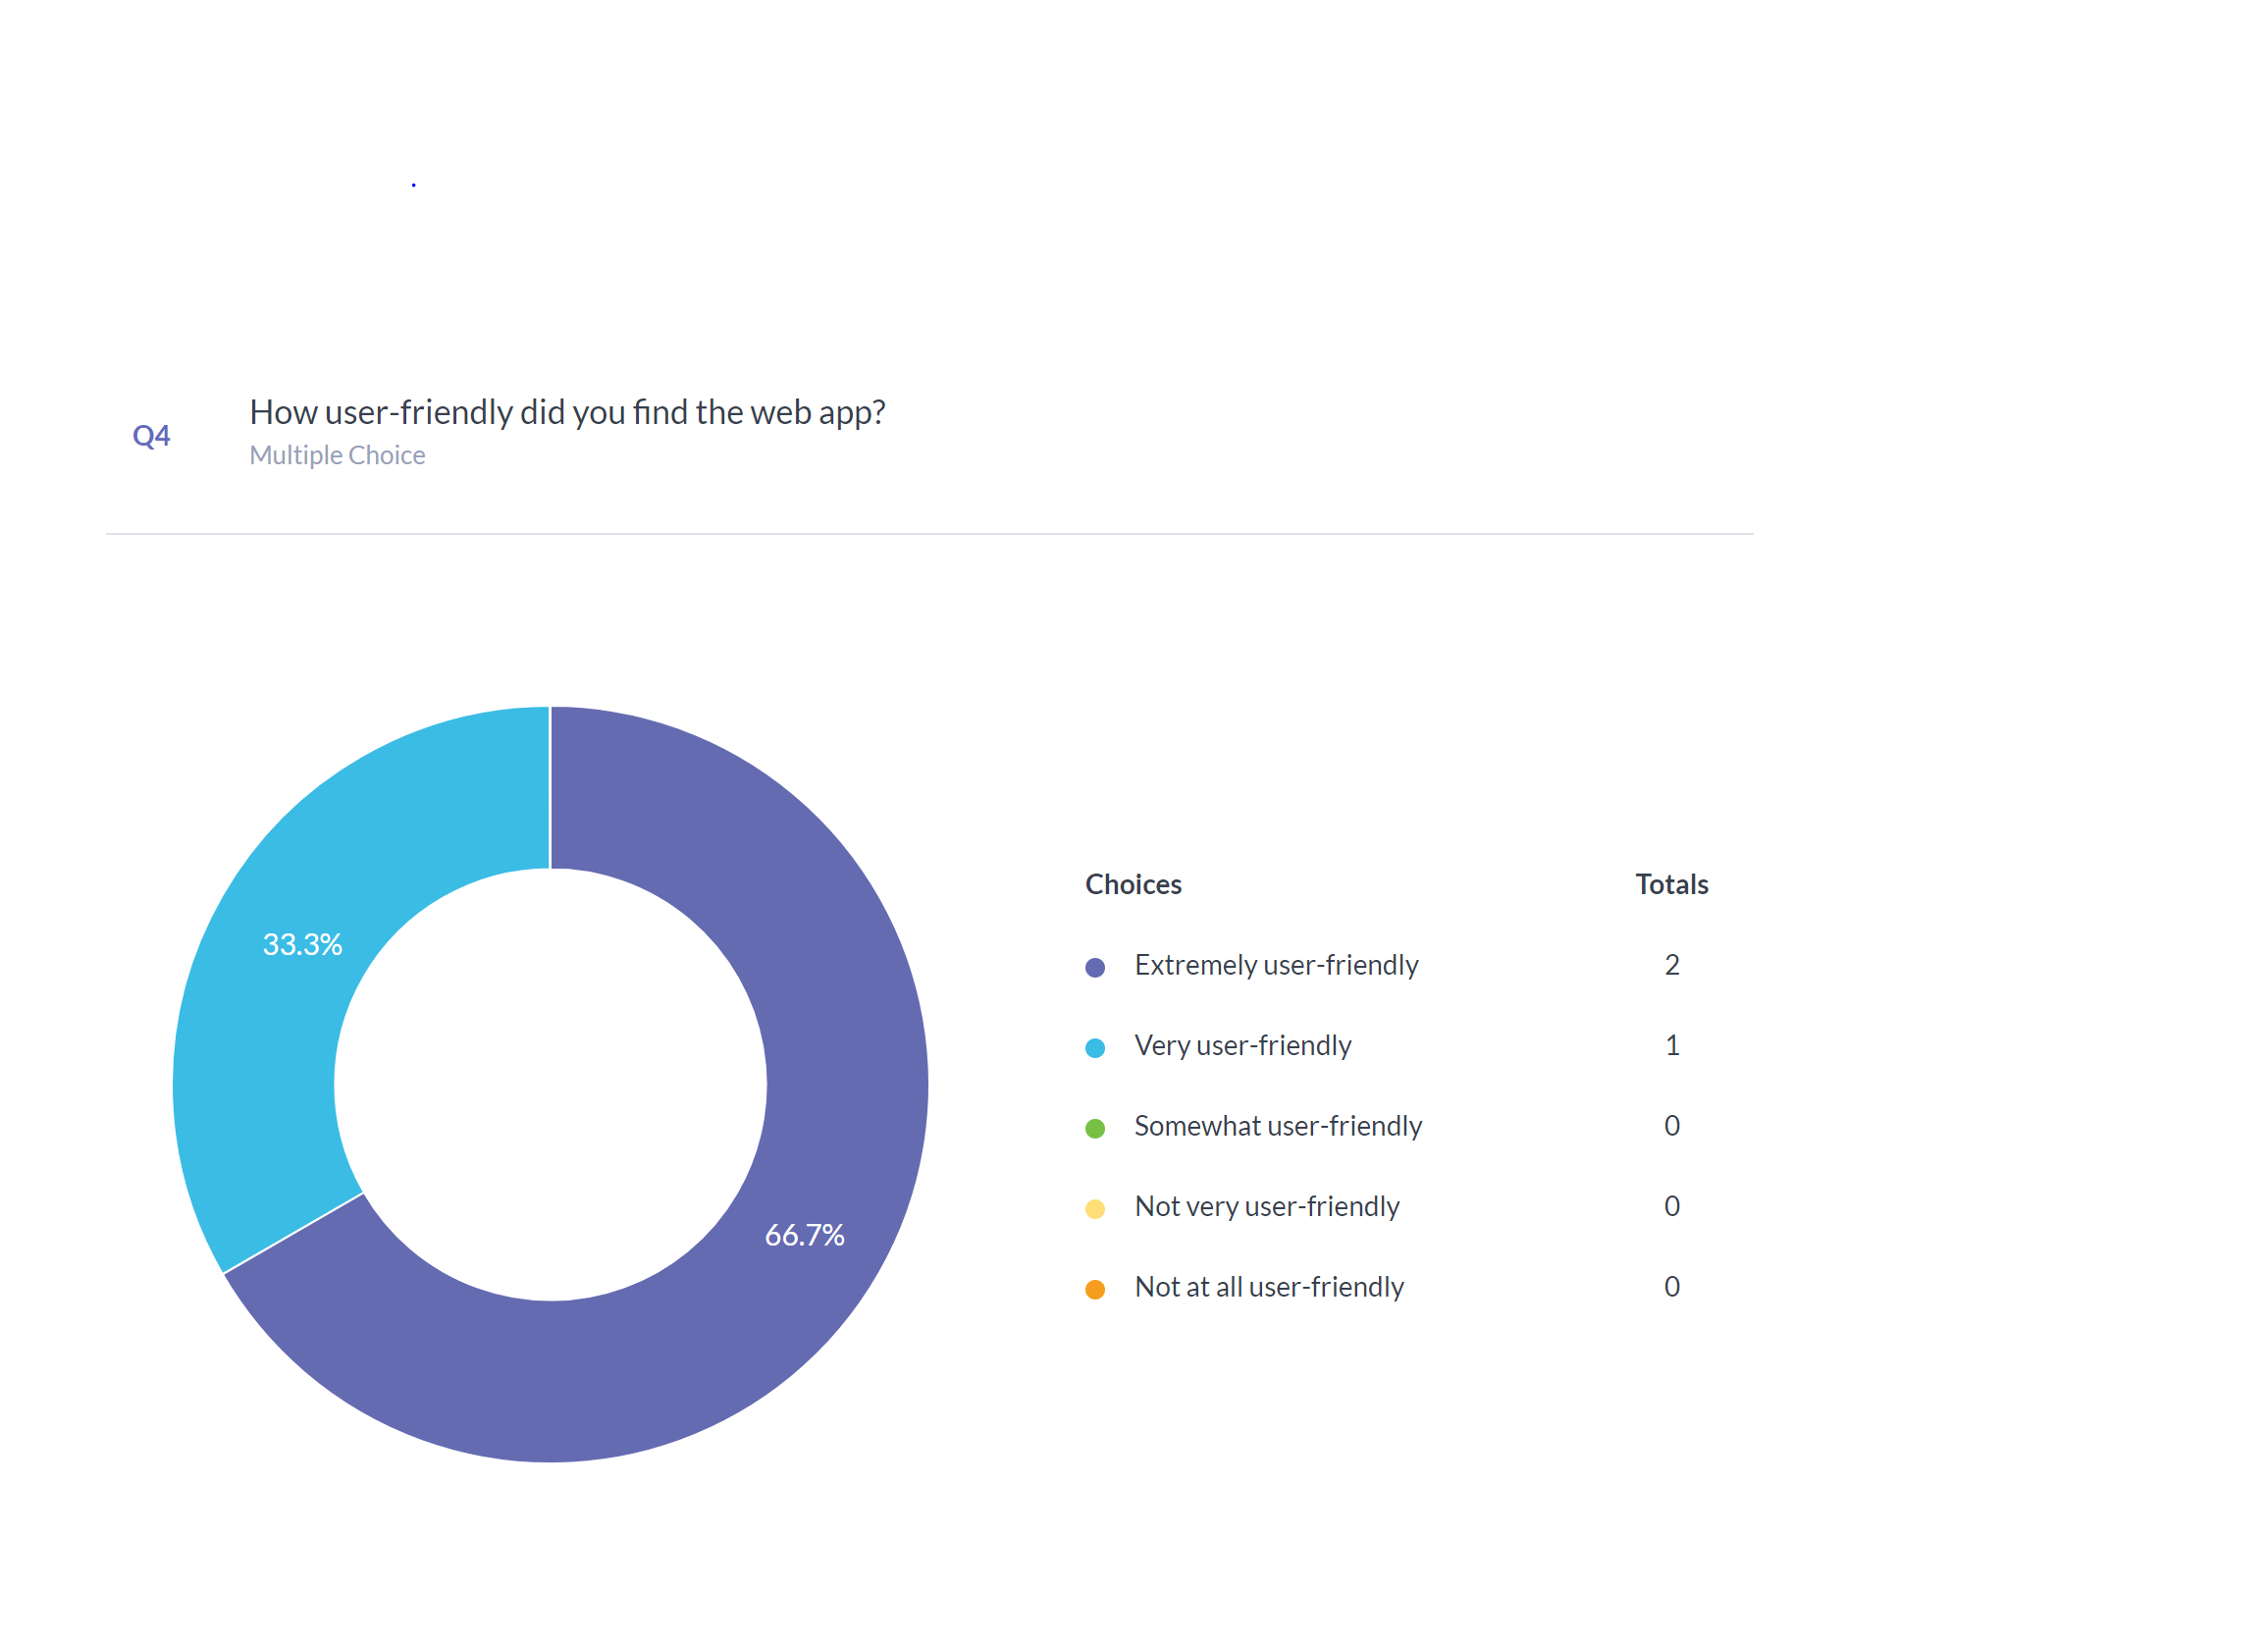 Q4
How user-friendly did you find the web app?
Multiple Choice
33.3%
66.7%
Choices Totals
Extremely user-friendly 2
Very user-friendly 1
Somewhat user-friendly 0
Not very user-friendly 0
Not at all user-friendly 0